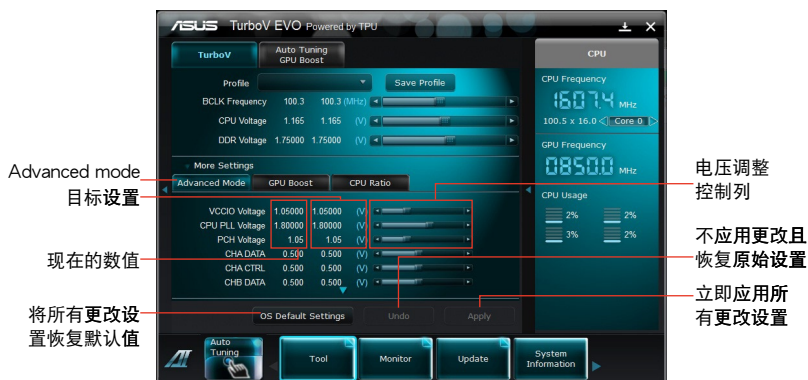 ASUS TurboV EVO Powered by TPU
TurboV
Auto Tuning
GPU Boost
Profile
Save Profile
BCLK Frequency 100.3 100.3 (MHz)
CPU Voltage 1.165 1.165 (V)
DDR Voltage 1.75000 1.75000 (V)
More Settings
Advanced Mode
GPU Boost
CPU Ratio
VCCIO Voltage 1.05000 1.05000 (V)
CPU PLL Voltage 1.80000 1.80000 (V)
PCH Voltage 1.05 1.05 (V)
CHA DATA 0.500 0.500 (V)
CHA CTRL 0.500 0.500 (V)
CHB DATA 0.500 0.500 (V)
OS Default Settings
Undo
Apply
CPU
CPU Frequency
1607.4 MHz
100.5 x 16.0 Core 0
GPU Frequency
0850.0 MHz
CPU Usage
2% 2%
3% 2%
Auto
Tuning
Tool
Monitor
Update
System
Information
Advanced mode
目标设置
现在的数值
将所有更改设
置恢复默认值
电压调整
控制列
不应用更改且
恢复原始设置
立即应用所
有更改设置